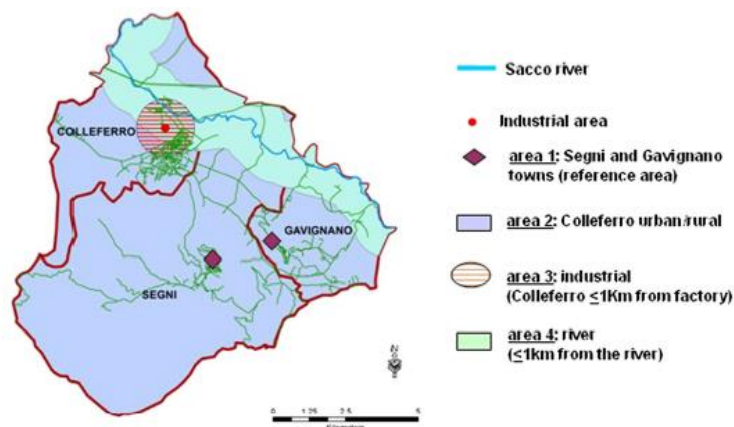 COLLEFERRO
GAVIGNANO
SEGNI
0 1.25 2.5 5
Sacco river
Industrial area
area 1: Segni and Gavignano
towns (reference area)
area 2: Colleferro urban/rural
area 3: industrial
(Colleferro ≤1Km from factory)
area 4: river
(≤1km from the river)